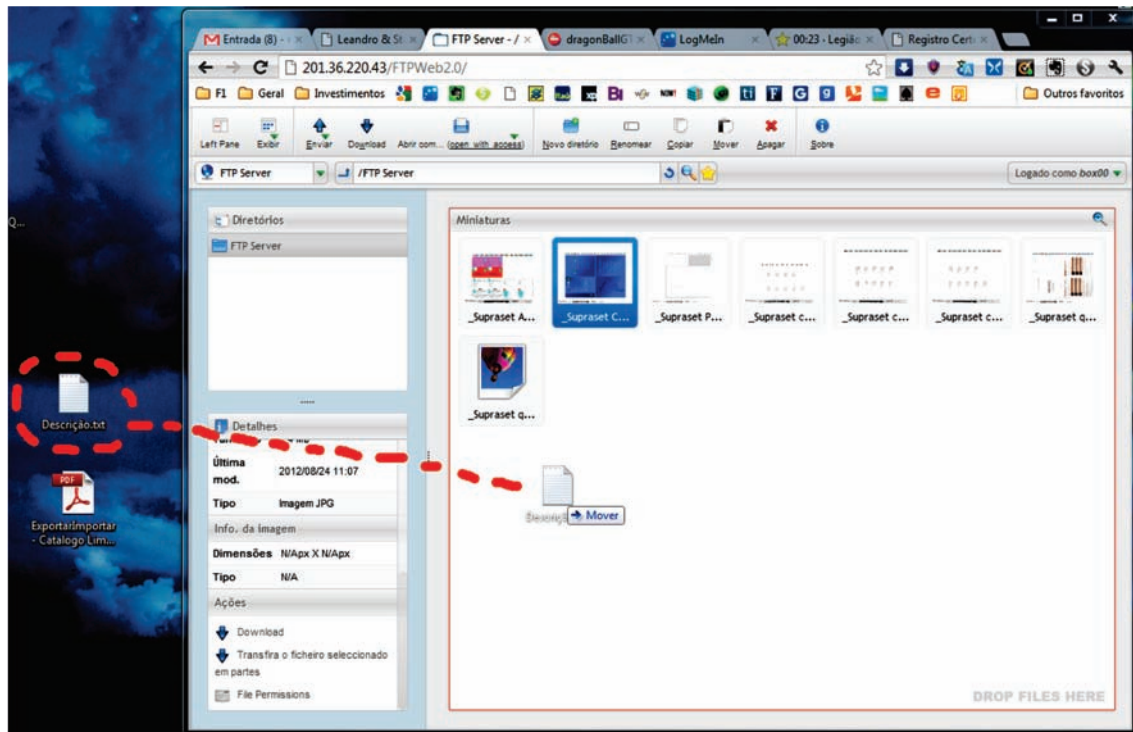 Entrada (8) -
Leandro & St
FTP Server - /
dragonBallGT
LogMeIn
00:23 - Legião
Registro Certi
201.36.220.43/FTPWeb2.0/
F1
Geral
Investimentos
Outros favoritos
Left Pane
Exibir
Enviar
Download
Abrir com... (open with access)
Novo diretório
Renomear
Copiar
Mover
Apagar
Sobre
FTP Server
/FTP Server
Logado como box00
Q...
Diretórios
FTP Server
Miniaturas
_Supraset A...
_Supraset C...
_Supraset P...
_Supraset c...
_Supraset c...
_Supraset c...
_Supraset q...
_Supraset q...
Descrição.txt
PDF
ExportarImportar
- Catalogo Lim...
Detalhes
Última
mod.
2012/08/24 11:07
Tipo
Imagem JPG
Info. da imagem
Dimensões
N/Apx X N/Apx
Tipo
N/A
Ações
Download
Transfira o ficheiro seleccionado
em partes
File Permissions
Mover
DROP FILES HERE